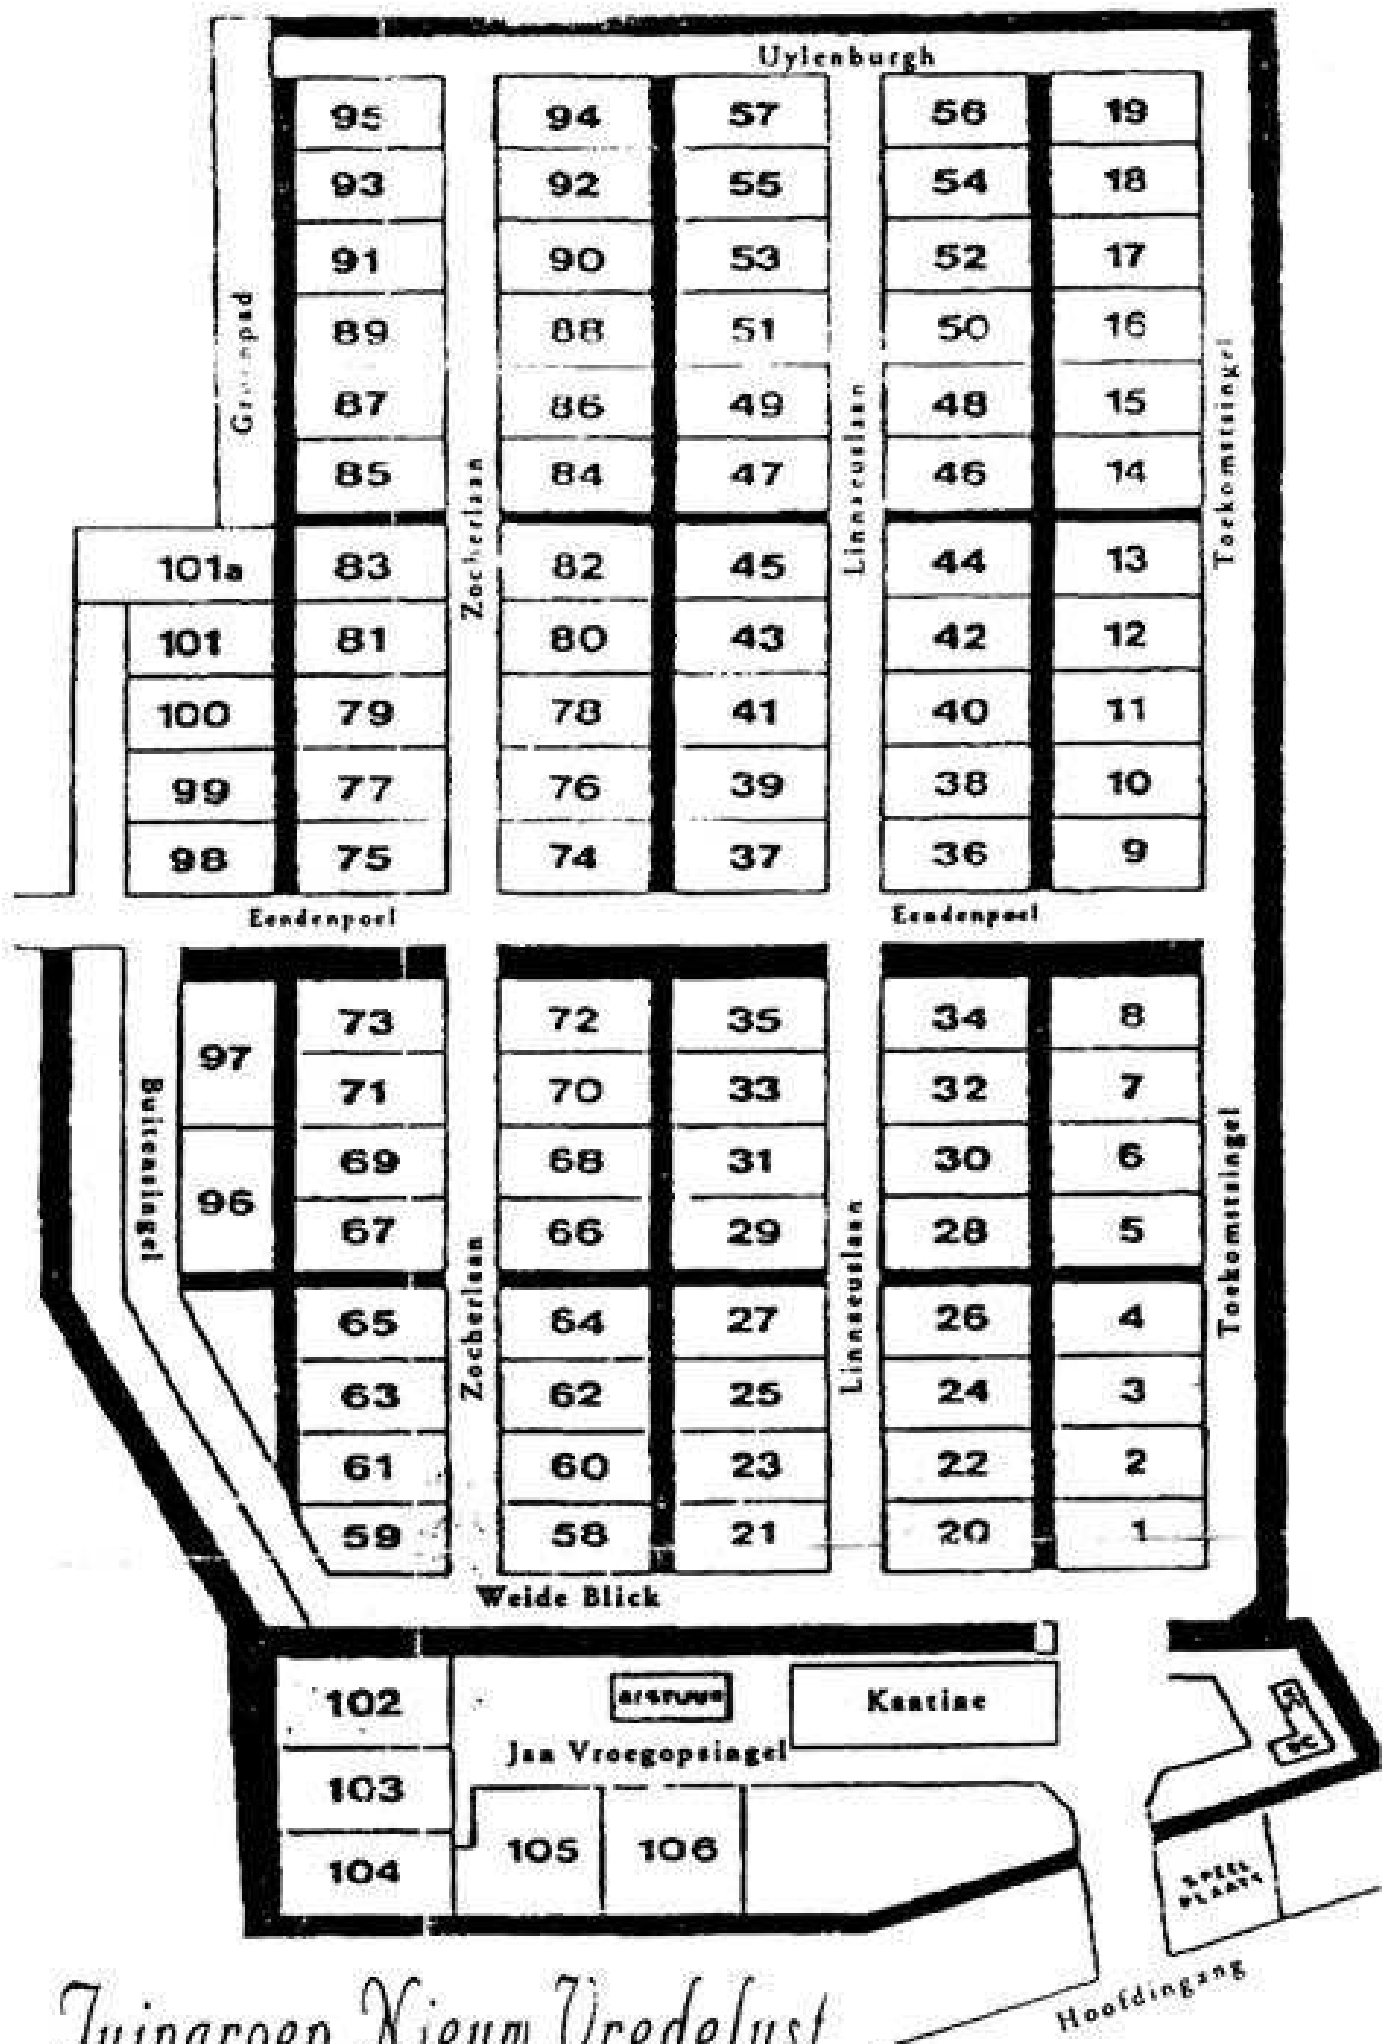 Uylenburgh
95 94 57 56 19
93 92 55 54 18
91 90 53 52 17
89 88 51 50 16
87 86 49 48 15
85 84 47 46 14
Zocherlaan
Linnaeuslaan
Toekomstsingel
101a 83 82 45 44 13
101 81 80 43 42 12
100 79 78 41 40 11
99 77 76 39 38 10
98 75 74 37 36 9
Eendenpoel Eendenpoel
97 73 72 35 34 8
71 70 33 32 7
Buitensingel
96 69 68 31 30 6
67 66 29 28 5
Zocherlaan
Linnaeuslaan
Toekomstsingel
65 64 27 26 4
63 62 25 24 3
61 60 23 22 2
59 58 21 20 1
Weide Blick
102
Kantine
WC
WC
Jan Vroegopsingel
103
104
105 106
SPEEL
PLAATS
Hoofdingang
Tuingroep Nieuw Vredelust